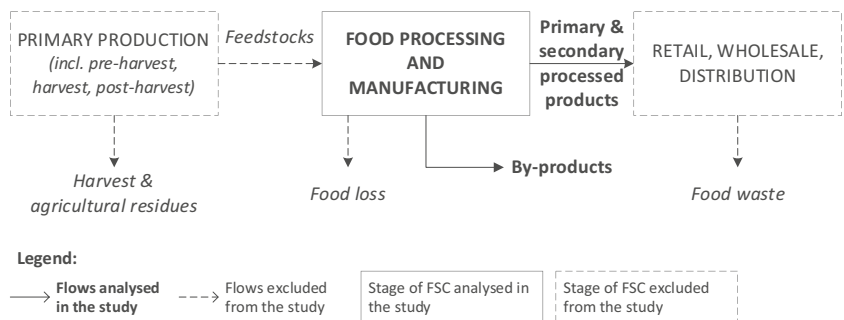 PRIMARY PRODUCTION
(incl. pre-harvest,
harvest, post-harvest)
Feedstocks
FOOD PROCESSING
AND
MANUFACTURING
Primary &
secondary
processed
products
RETAIL, WHOLESALE,
DISTRIBUTION
Harvest &
agricultural residues
Food loss
By-products
Food waste
Legend:
Flows analysed
in the study
Flows excluded
from the study
Stage of FSC analysed in
the study
Stage of FSC excluded
from the study